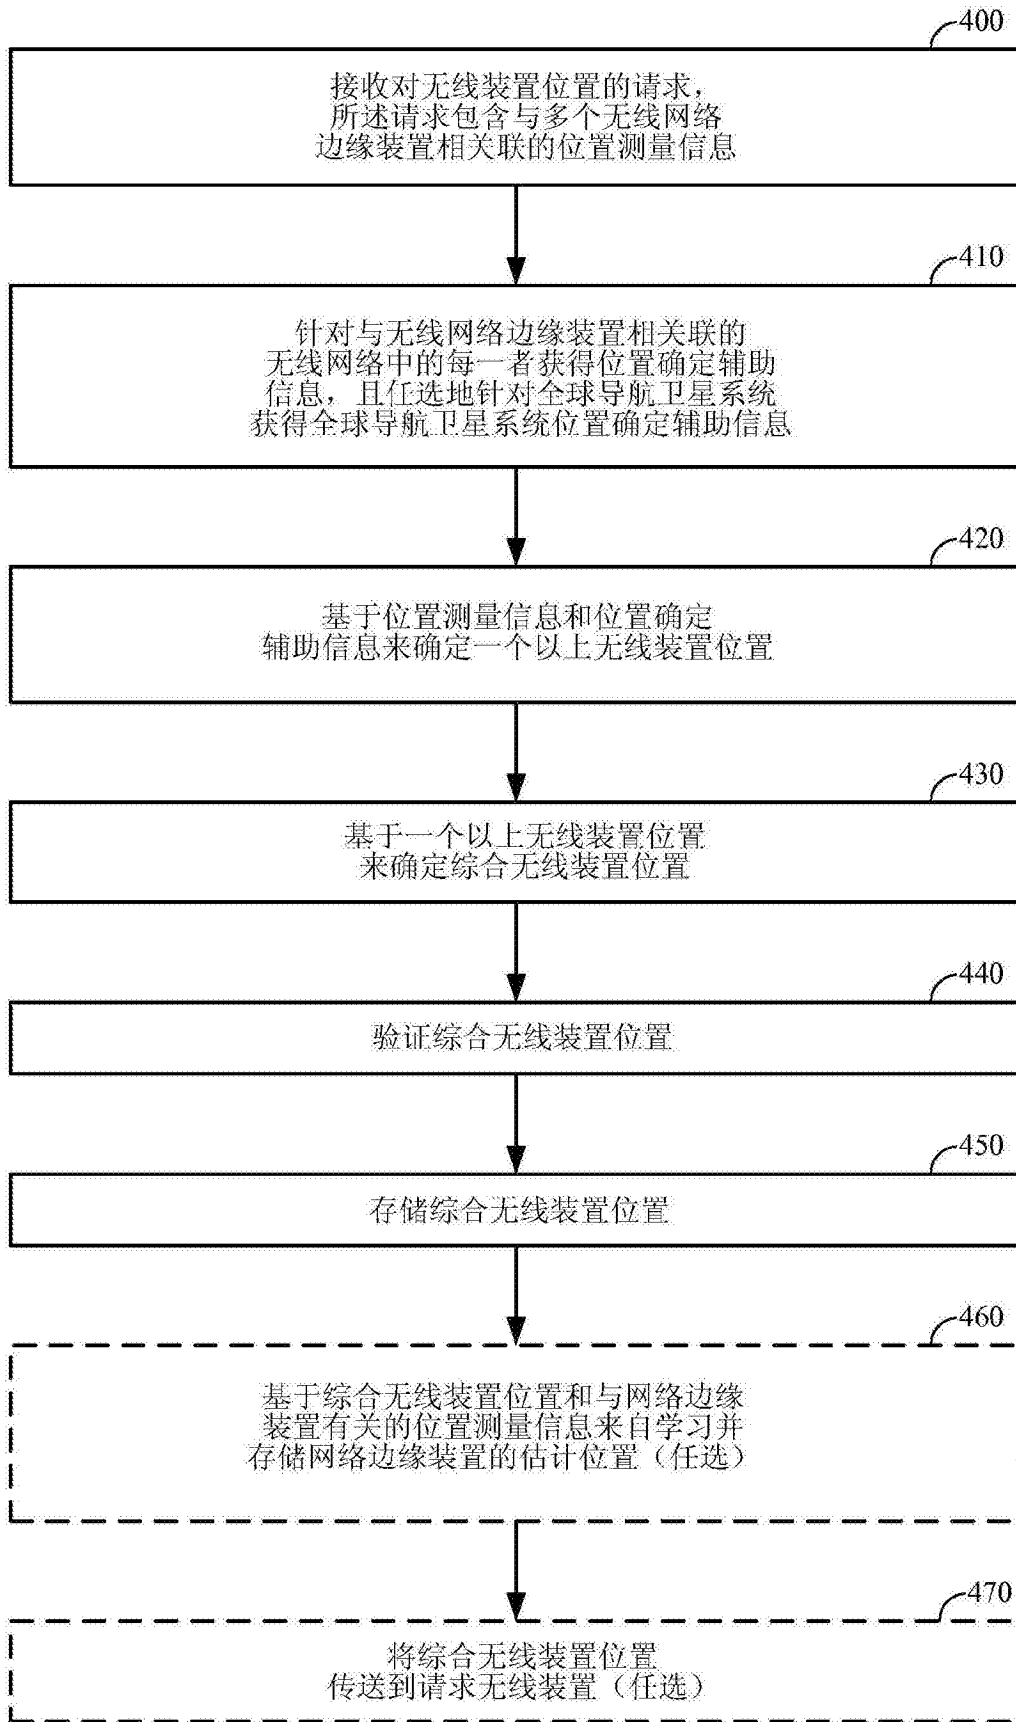 400
接收对无线装置位置的请求，
所述请求包含与多个无线网络
边缘装置相关联的位置测量信息
410
针对与无线网络边缘装置相关联的
无线网络中的每一者获得位置确定辅助
信息，且任选地针对全球导航卫星系统
获得全球导航卫星系统位置确定辅助信息
420
基于位置测量信息和位置确定
辅助信息来确定一个以上无线装置位置
430
基于一个以上无线装置位置
来确定综合无线装置位置
440
验证综合无线装置位置
450
存储综合无线装置位置
460
基于综合无线装置位置和与网络边缘
装置有关的位置测量信息来自学习并
存储网络边缘装置的估计位置（任选）
470
将综合无线装置位置
传送到请求无线装置（任选）